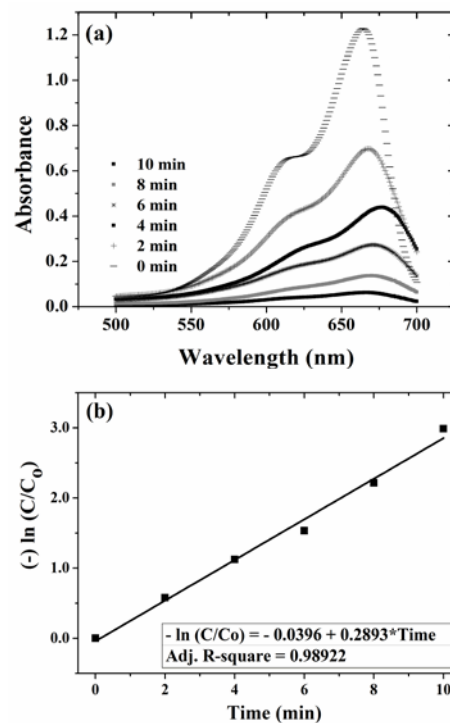 (a)
1.2
1.0
0.8
0.6
0.4
0.2
0.0
Absorbance
10 min
8 min
6 min
4 min
2 min
0 min
500 550 600 650 700
Wavelength (nm)
(b)
3.0
2.0
1.0
0.0
(-) ln (C/Co)
- ln (C/Co) = - 0.0396 + 0.2893*Time
Adj. R-square = 0.98922
0 2 4 6 8 10
Time (min)